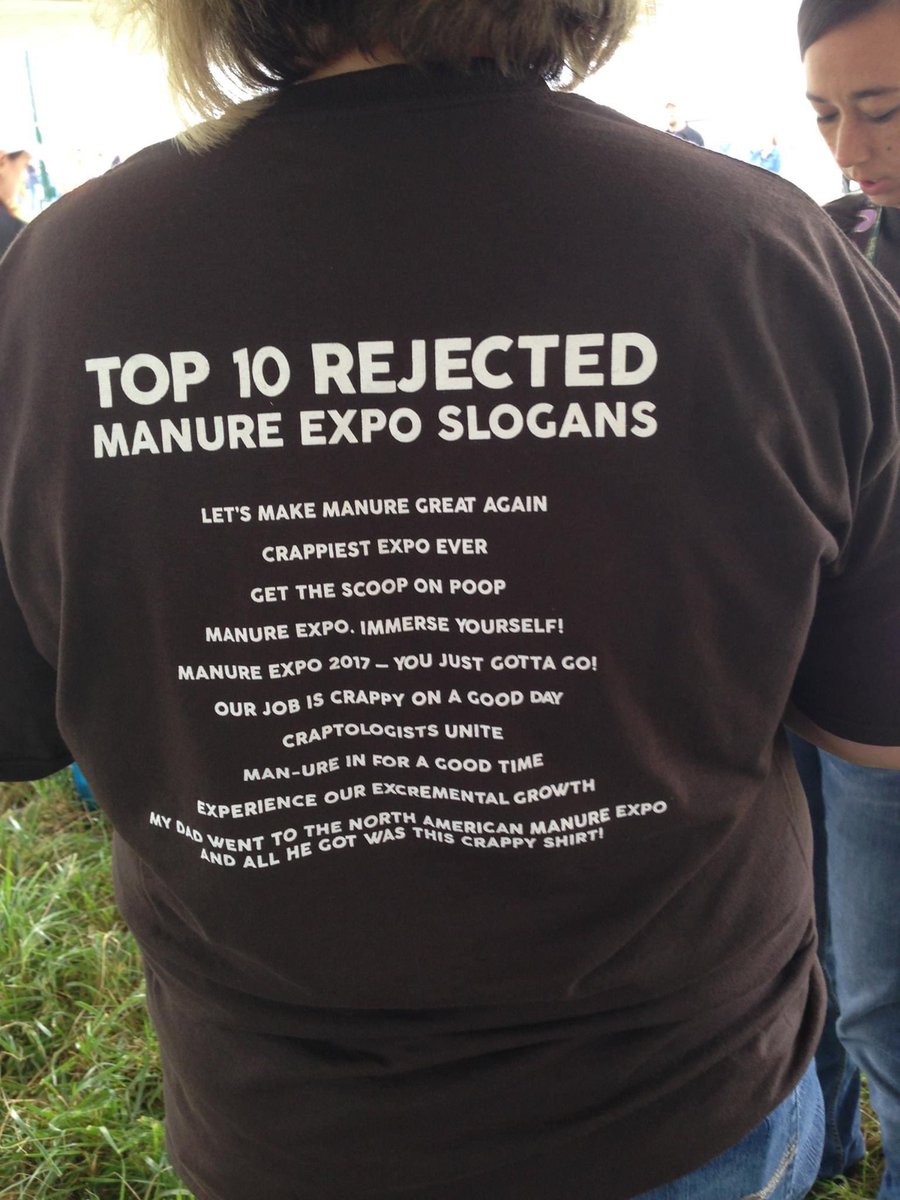 TOP 10 REJECTED
MANURE EXPO SLOGANS
LET'S MAKE MANURE GREAT AGAIN
CRAPPIEST EXPO EVER
GET THE SCOOP ON POOP
MANURE EXPO. IMMERSE YOURSELF!
MANURE EXPO 2017 – YOU JUST GOTTA GO!
OUR JOB IS CRAPPY ON A GOOD DAY
CRAPTOLOGISTS UNITE
MAN-URE IN FOR A GOOD TIME
EXPERIENCE OUR EXCREMENTAL GROWTH
MY DAD WENT TO THE NORTH AMERICAN MANURE EXPO
AND ALL HE GOT WAS THIS CRAPPY SHIRT!